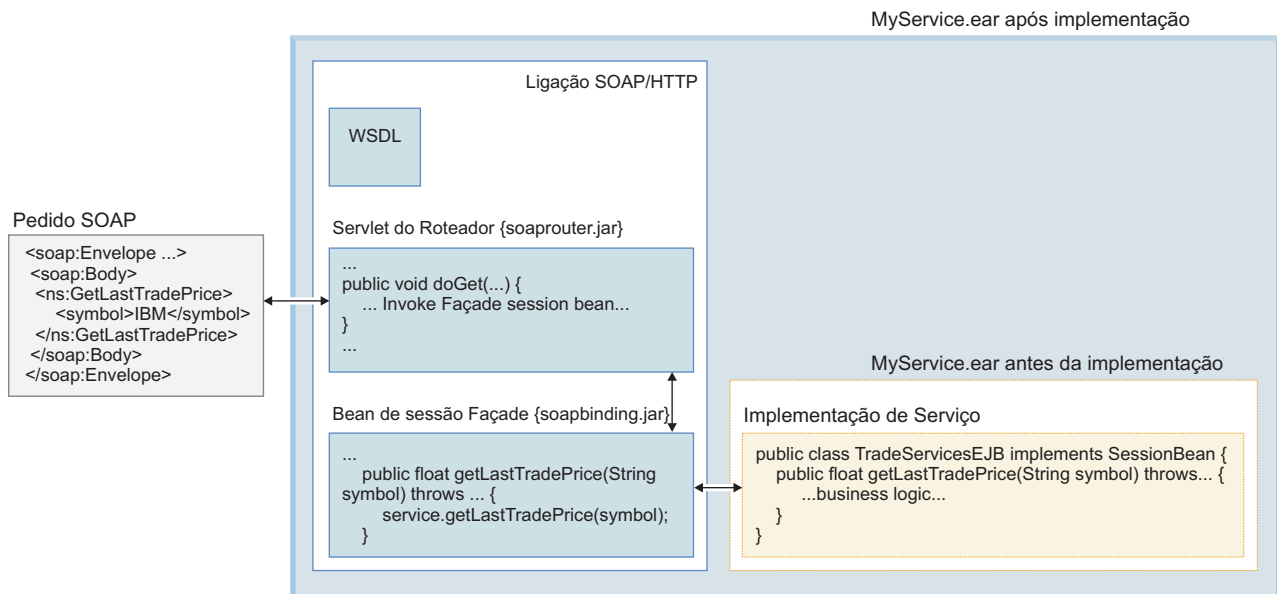 MyService.ear após implementação
Ligação SOAP/HTTP
WSDL
Pedido SOAP
<soap:Envelope ...>
<soap:Body>
<ns:GetLastTradePrice>
<symbol>IBM</symbol>
</ns:GetLastTradePrice>
</soap:Body>
</soap:Envelope>
Servlet do Roteador {soaprouter.jar}
...
public void doGet(...) {
... Invoke Façade session bean...
}
...
Bean de sessão Façade {soapbinding.jar}
...
public float getLastTradePrice(String
symbol) throws ... {
service.getLastTradePrice(symbol);
}
MyService.ear antes da implementação
Implementação de Serviço
public class TradeServicesEJB implements SessionBean {
public float getLastTradePrice(String symbol) throws... {
...business logic...
}
}